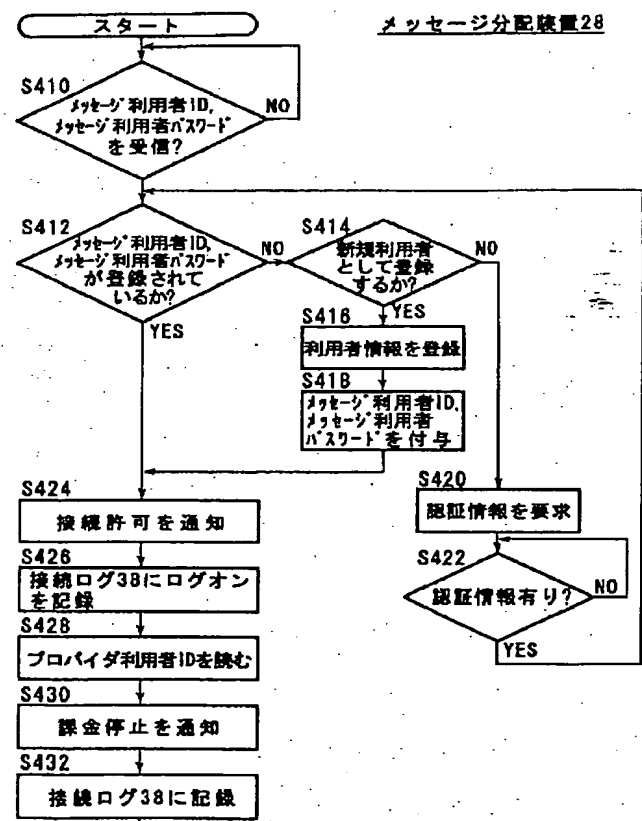 スタート
メッセージ分配装置28
S410
メッセージ利用者ID,
メッセージ利用者パスワード
を受信?
NO
S412
メッセージ利用者ID,
メッセージ利用者パスワード
が登録されて
いるか?
NO
YES
S414
新規利用者
として登録
するか?
NO
YES
S416
利用者情報を登録
S418
メッセージ利用者ID,
メッセージ利用者
パスワードを付与
S420
認証情報を要求
S422
認証情報有り?
NO
YES
S424
接続許可を通知
S426
接続ログ38にログオン
を記録
S428
プロバイダ利用者IDを読む
S430
課金停止を通知
S432
接続ログ38に記録